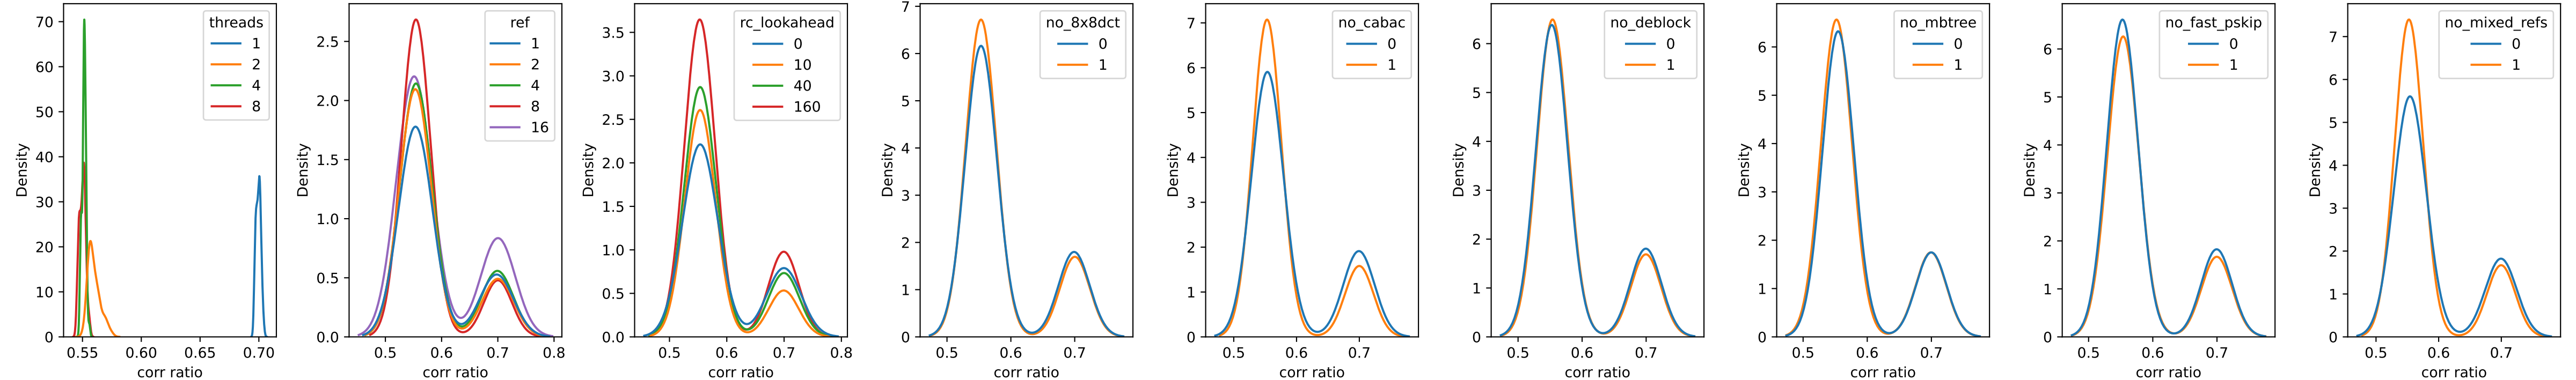 threads
1
2
4
8
70
60
50
40
30
20
10
0
Density
0.55 0.60 0.65 0.70
corr ratio
ref
1
2
4
8
16
2.5
2.0
1.5
1.0
0.5
0.0
Density
0.5 0.6 0.7 0.8
corr ratio
rc_lookahead
0
10
40
160
3.5
3.0
2.5
2.0
1.5
1.0
0.5
0.0
Density
0.5 0.6 0.7 0.8
corr ratio
no_8x8dct
0
1
7
6
5
4
3
2
1
0
Density
0.5 0.6 0.7
corr ratio
no_cabac
0
1
7
6
5
4
3
2
1
0
Density
0.5 0.6 0.7
corr ratio
no_deblock
0
1
6
5
4
3
2
1
0
Density
0.5 0.6 0.7
corr ratio
no_mbtree
0
1
6
5
4
3
2
1
0
Density
0.5 0.6 0.7
corr ratio
no_fast_pskip
0
1
6
5
4
3
2
1
0
Density
0.5 0.6 0.7
corr ratio
no_mixed_refs
0
1
7
6
5
4
3
2
1
0
Density
0.5 0.6 0.7
corr ratio